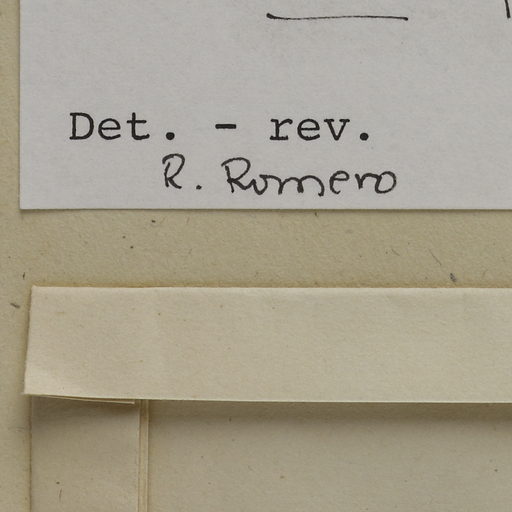 Det. - rev.
R. Romero